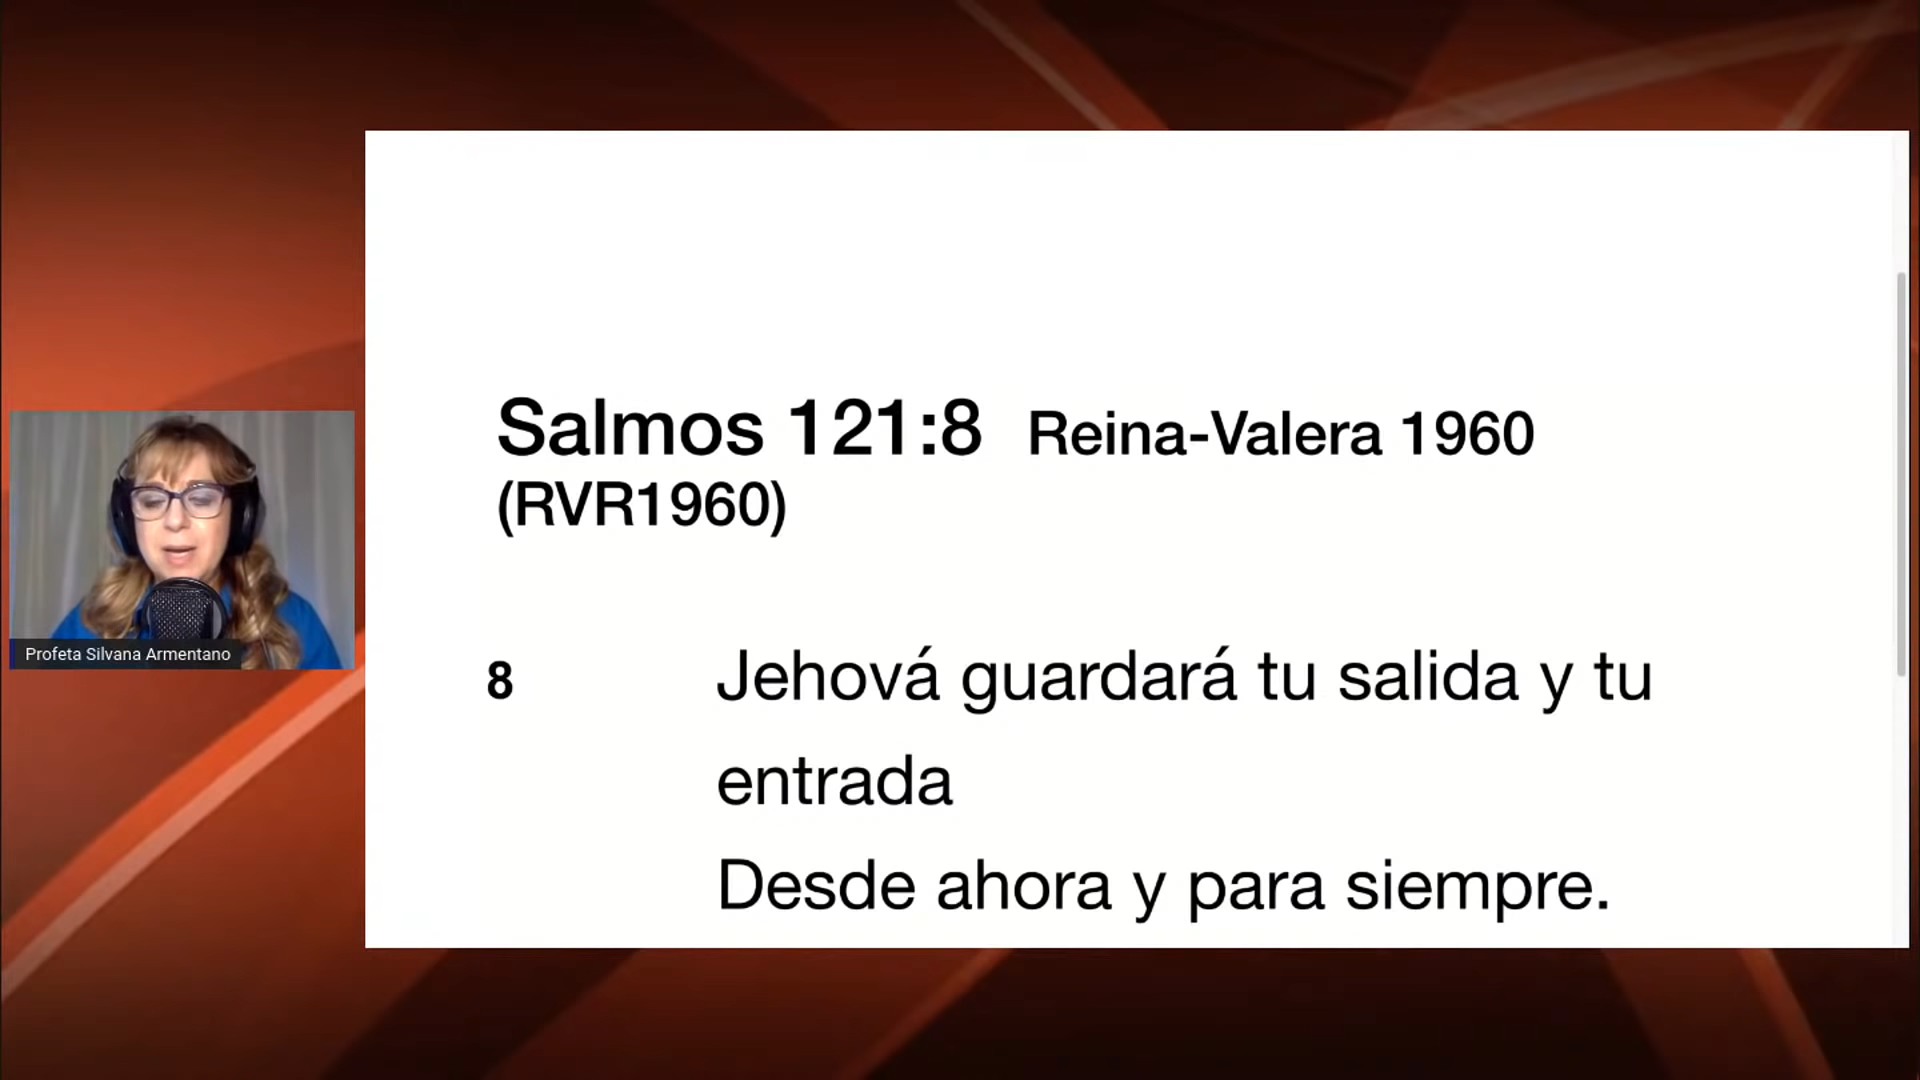 Salmos 121:8 Reina-Valera 1960
(RVR1960)
8 Jehová guardará tu salida y tu
entrada
Desde ahora y para siempre.
Profeta Silvana Armentano